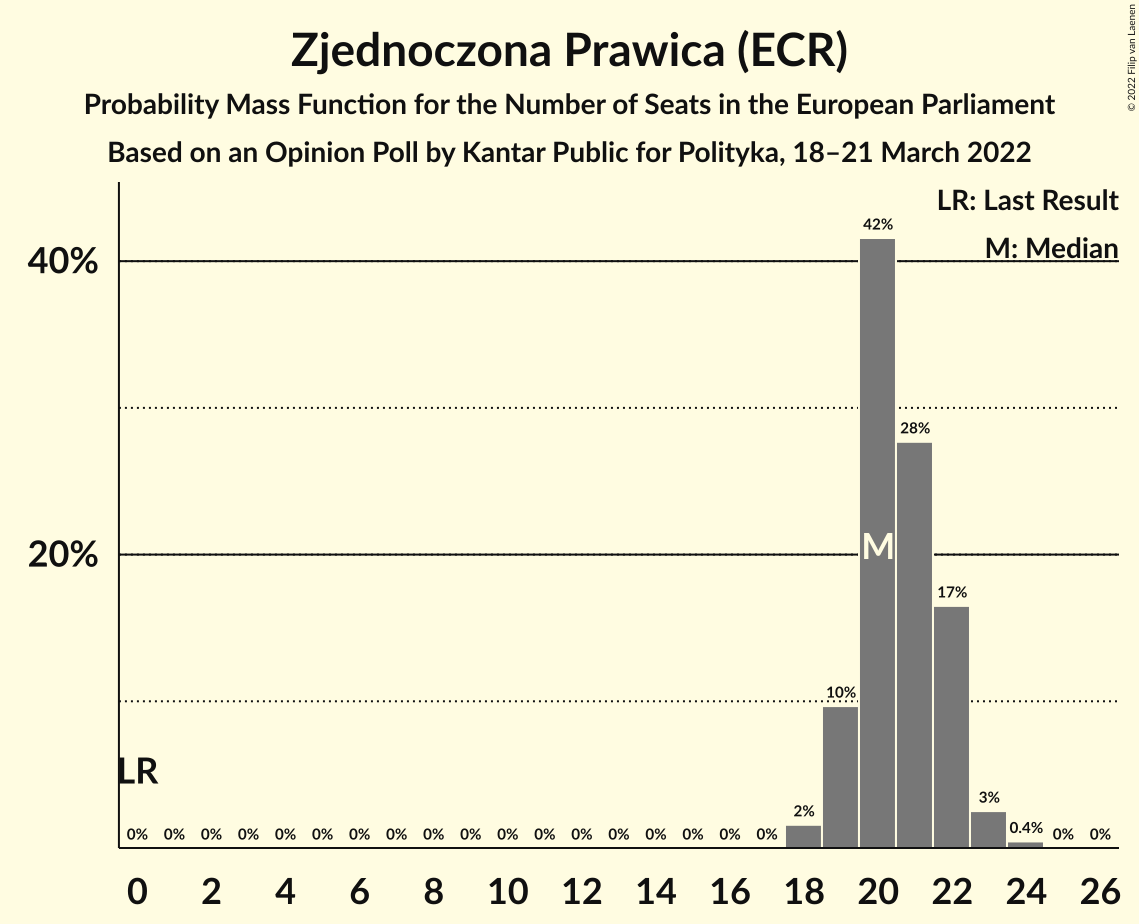 Zjednoczona Prawica (ECR)
Probability Mass Function for the Number of Seats in the European Parliament
Based on an Opinion Poll by Kantar Public for Polityka, 18–21 March 2022
© 2022 Filip van Laenen
LR: Last Result
M: Median
42%
40%
28%
20%
M
17%
10%
LR
0% 0% 0% 0% 0% 0% 0% 0% 0% 0% 0% 0% 0% 0% 0% 0% 0% 0% 2% 3% 0.4% 0% 0%
0 2 4 6 8 10 12 14 16 18 20 22 24 26